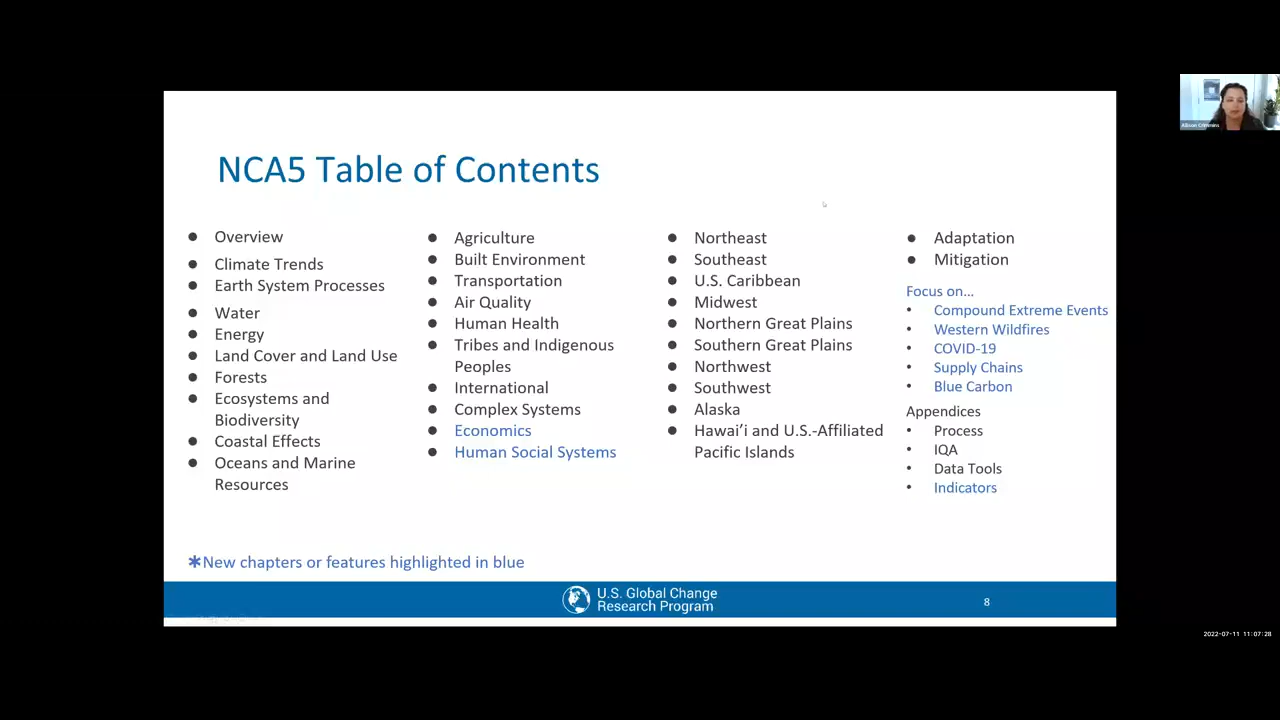 NCA5 Table of Contents
Overview
Climate Trends
Earth System Processes
Water
Energy
Land Cover and Land Use
Forests
Ecosystems and
Biodiversity
Coastal Effects
Oceans and Marine
Resources
Agriculture
Built Environment
Transportation
Air Quality
Human Health
Tribes and Indigenous
Peoples
International
Complex Systems
Economics
Human Social Systems
Northeast
Southeast
U.S. Caribbean
Midwest
Northern Great Plains
Southern Great Plains
Northwest
Southwest
Alaska
Hawai’i and U.S.-Affiliated
Pacific Islands
Adaptation
Mitigation
Focus on...
Compound Extreme Events
Western Wildfires
COVID-19
Supply Chains
Blue Carbon
Appendices
Process
IQA
Data Tools
Indicators
*New chapters or features highlighted in blue
U.S. Global Change
Research Program
8
Allison Crimmins
2022-07-11 11:07:28